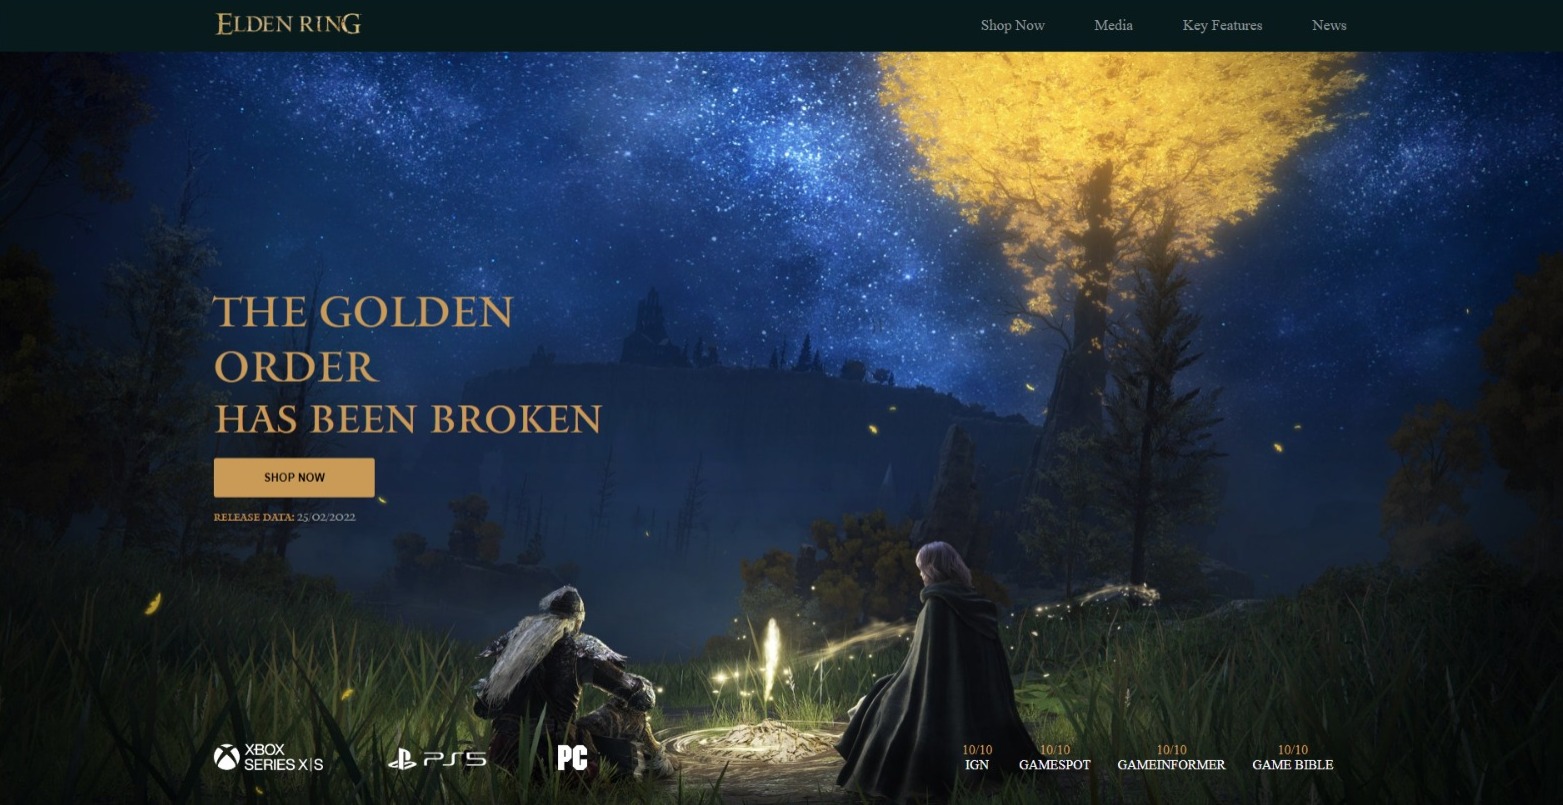 ELDEN RING
Shop Now
Media
Key Features
News
THE GOLDEN
ORDER
HAS BEEN BROKEN
SHOP NOW
RELEASE DATA: 25/02/2022
XBOX
SERIES X|S
PS5
PC
10/10
IGN
10/10
GAMESPOT
10/10
GAMEINFORMER
10/10
GAME BIBLE